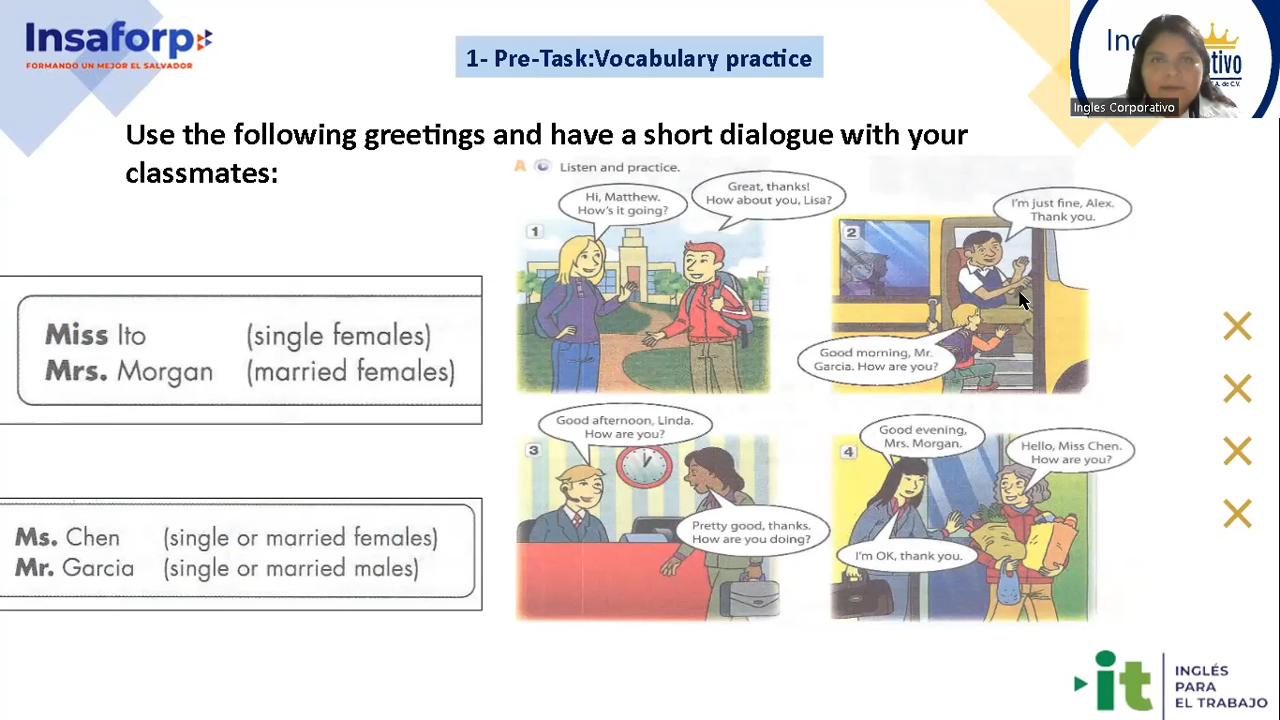 Insaforp
FORMANDO UN MEJOR EL SALVADOR
1- Pre-Task:Vocabulary practice
Ingles Corporativo
Use the following greetings and have a short dialogue with your
classmates:
A Listen and practice.
Miss Ito (single females)
Mrs. Morgan (married females)
Ms. Chen (single or married females)
Mr. Garcia (single or married males)
1
Hi, Matthew.
How's it going?
Great, thanks!
How about you, Lisa?
2
Good morning, Mr.
Garcia. How are you?
I'm just fine, Alex.
Thank you.
3
Good afternoon, Linda.
How are you?
Pretty good, thanks.
How are you doing?
4
Good evening,
Mrs. Morgan.
Hello, Miss Chen.
How are you?
I'm OK, thank you.
it
INGLÉS
PARA
EL TRABAJO